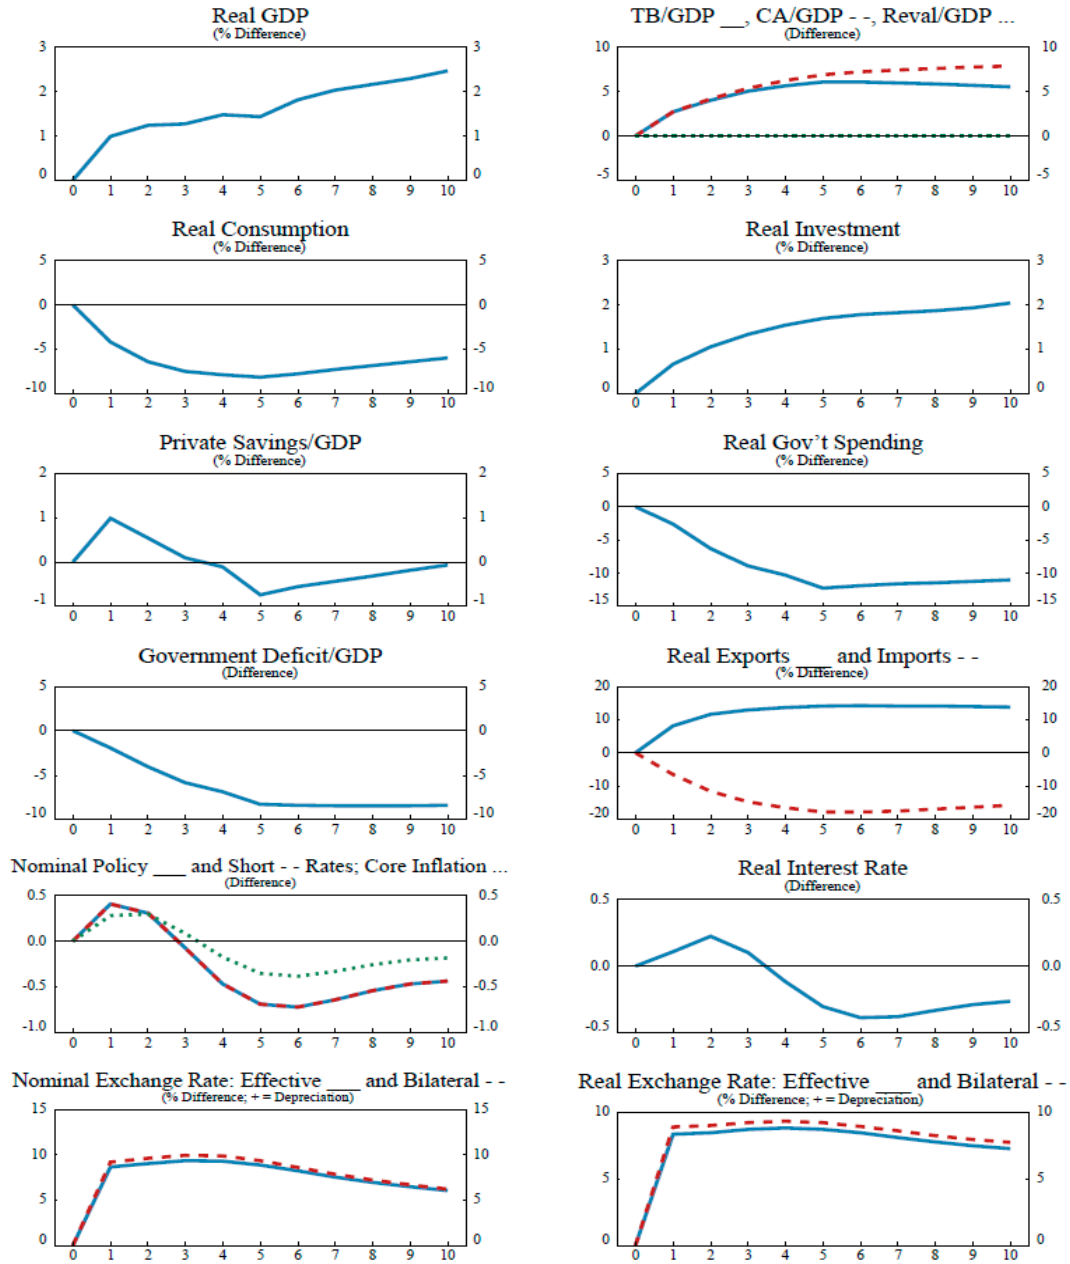 Real GDP
(% Difference)
3 3
2 2
1 1
0 0
0 1 2 3 4 5 6 7 8 9 10
TB/GDP __, CA/GDP - -, Reval/GDP ...
(Difference)
10 10
5 5
0 0
-5 -5
0 1 2 3 4 5 6 7 8 9 10
Real Consumption
(% Difference)
5 5
0 0
-5 -5
-10 -10
0 1 2 3 4 5 6 7 8 9 10
Real Investment
(% Difference)
3 3
2 2
1 1
0 0
0 1 2 3 4 5 6 7 8 9 10
Private Savings/GDP
(% Difference)
2 2
1 1
0 0
-1 -1
0 1 2 3 4 5 6 7 8 9 10
Real Gov’t Spending
(% Difference)
5 5
0 0
-5 -5
-10 -10
-15 -15
0 1 2 3 4 5 6 7 8 9 10
Government Deficit/GDP
(Difference)
5 5
0 0
-5 -5
-10 -10
0 1 2 3 4 5 6 7 8 9 10
Real Exports ___ and Imports - -
(% Difference)
20 20
10 10
0 0
-10 -10
-20 -20
0 1 2 3 4 5 6 7 8 9 10
Nominal Policy ___ and Short - - Rates; Core Inflation ...
(Difference)
0.5 0.5
0.0 0.0
-0.5 -0.5
-1.0 -1.0
0 1 2 3 4 5 6 7 8 9 10
Real Interest Rate
(Difference)
0.5 0.5
0.0 0.0
-0.5 -0.5
0 1 2 3 4 5 6 7 8 9 10
Nominal Exchange Rate: Effective ___ and Bilateral - -
(% Difference; + = Depreciation)
15 15
10 10
5 5
0 0
0 1 2 3 4 5 6 7 8 9 10
Real Exchange Rate: Effective ___ and Bilateral - -
(% Difference; + = Depreciation)
10 10
5 5
0 0
0 1 2 3 4 5 6 7 8 9 10